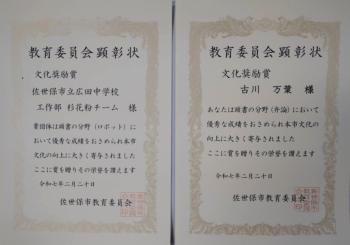 教育委員会顕彰状
文化奨励賞
佐世保市立広田中学校
工作部 杉花粉チーム 様
貴団体は頭書の分野（ロボット）に
おいて優秀な成績をおさめられ本市
文化の向上に大きく寄与されました
ここに賞を贈りその栄誉を讃えます
令和七年二月二十日
佐世保市教育委員会
教育委員会顕彰状
文化奨励賞
古川 万葉 様
あなたは頭書の分野（弁論）において
優秀な成績をおさめられ本市文化の
向上に大きく寄与されました
ここに賞を贈りその栄誉を讃えます
令和七年二月二十日
佐世保市教育委員会